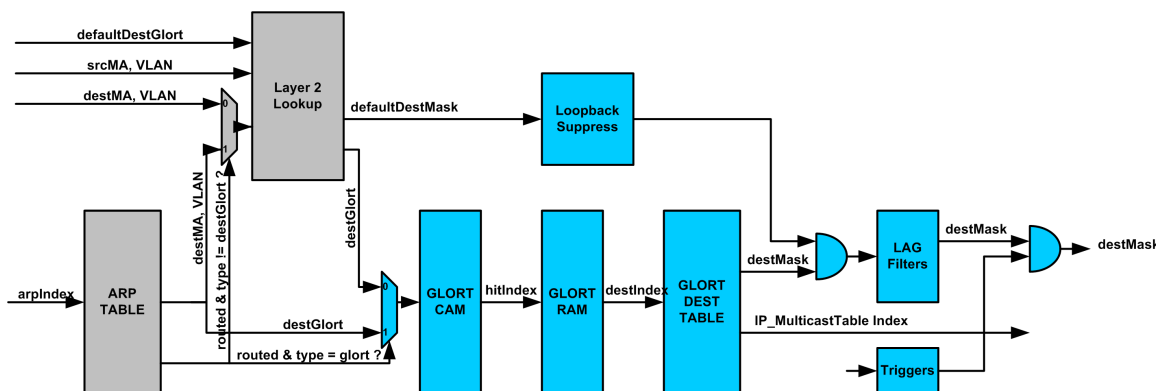 defaultDestGlort
srcMA, VLAN
destMA, VLAN
0
1
Layer 2
Lookup
defaultDestMask
Loopback
Suppress
destMA, VLAN
routed & type != destGlort ?
destGlort
arpIndex
ARP
TABLE
destGlort
routed & type = glort ?
0
1
GLORT
CAM
hitIndex
GLORT
RAM
destIndex
GLORT
DEST
TABLE
destMask
IP_MulticastTable Index
LAG
Filters
destMask
destMask
Triggers